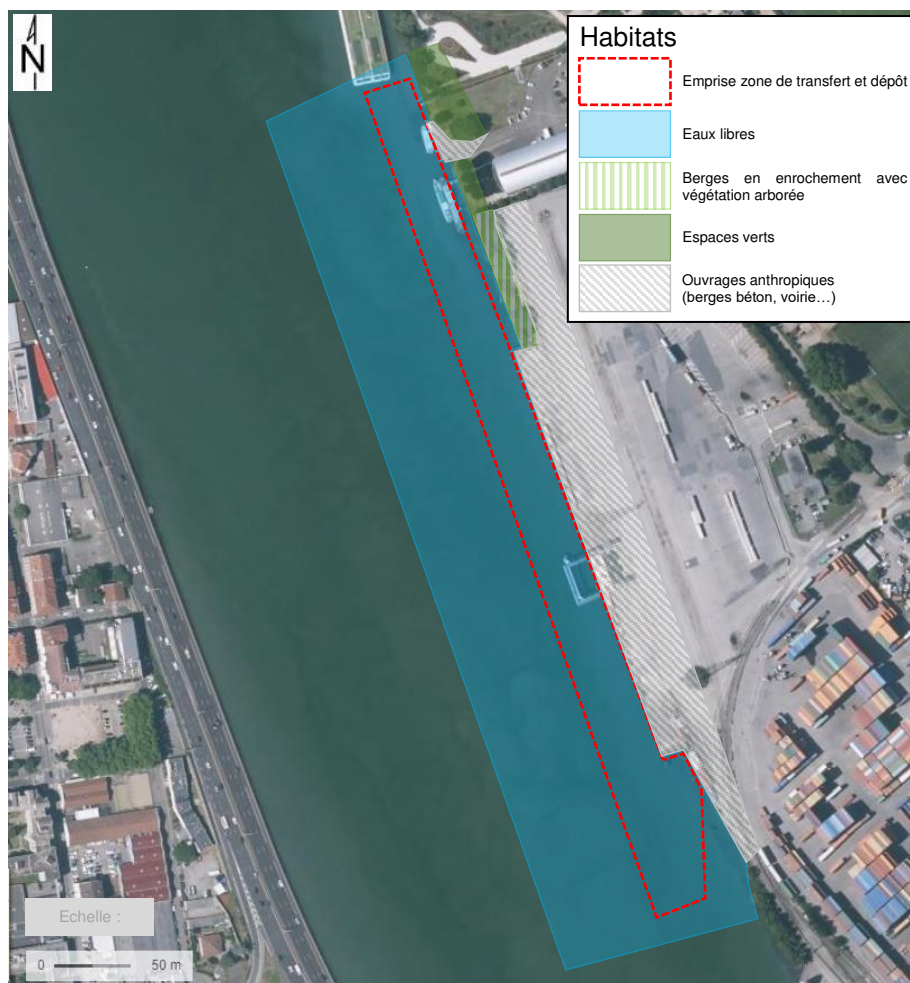 N
Habitats
Emprise zone de transfert et dépôt
Eaux libres
Berges en enrochement avec
végétation arborée
Espaces verts
Ouvrages anthropiques
(berges béton, voirie…)
Echelle :
0 50 m